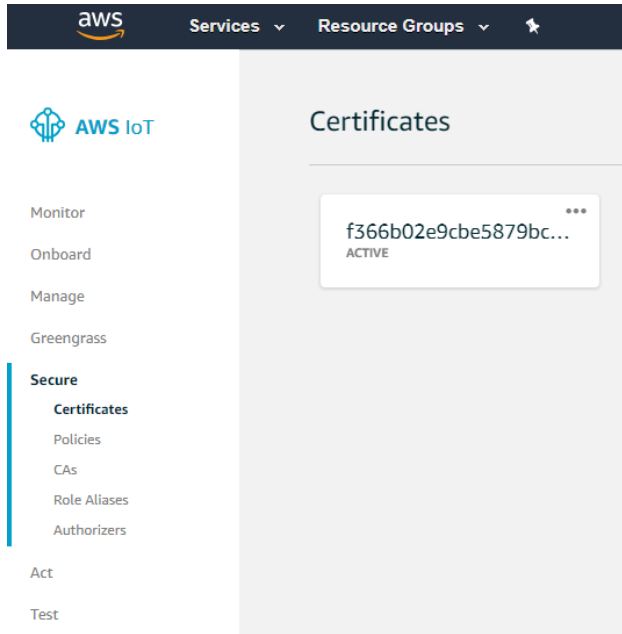 aws
Services
Resource Groups
AWS IoT
Monitor
Onboard
Manage
Greengrass
Secure
Certificates
Policies
CAs
Role Aliases
Authorizers
Act
Test
Certificates
f366b02e9cbe5879bc...
ACTIVE